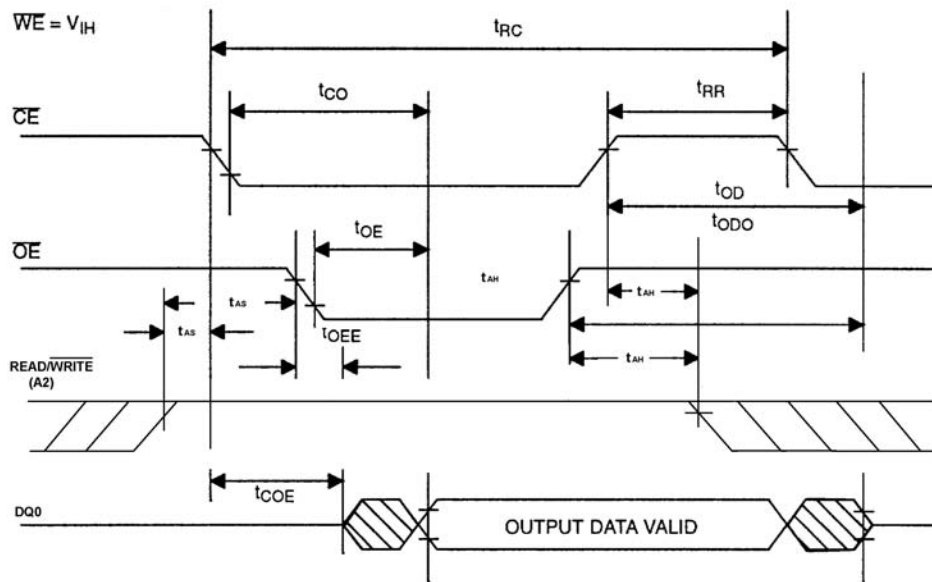 WE = VIH
tRC
tCO
tRR
CE
tOD
tODO
tOE
OE
tAH
tAH
tAS
tAS
tOEE
tAH
READ/WRITE
(A2)
tCOE
DQ0
OUTPUT DATA VALID